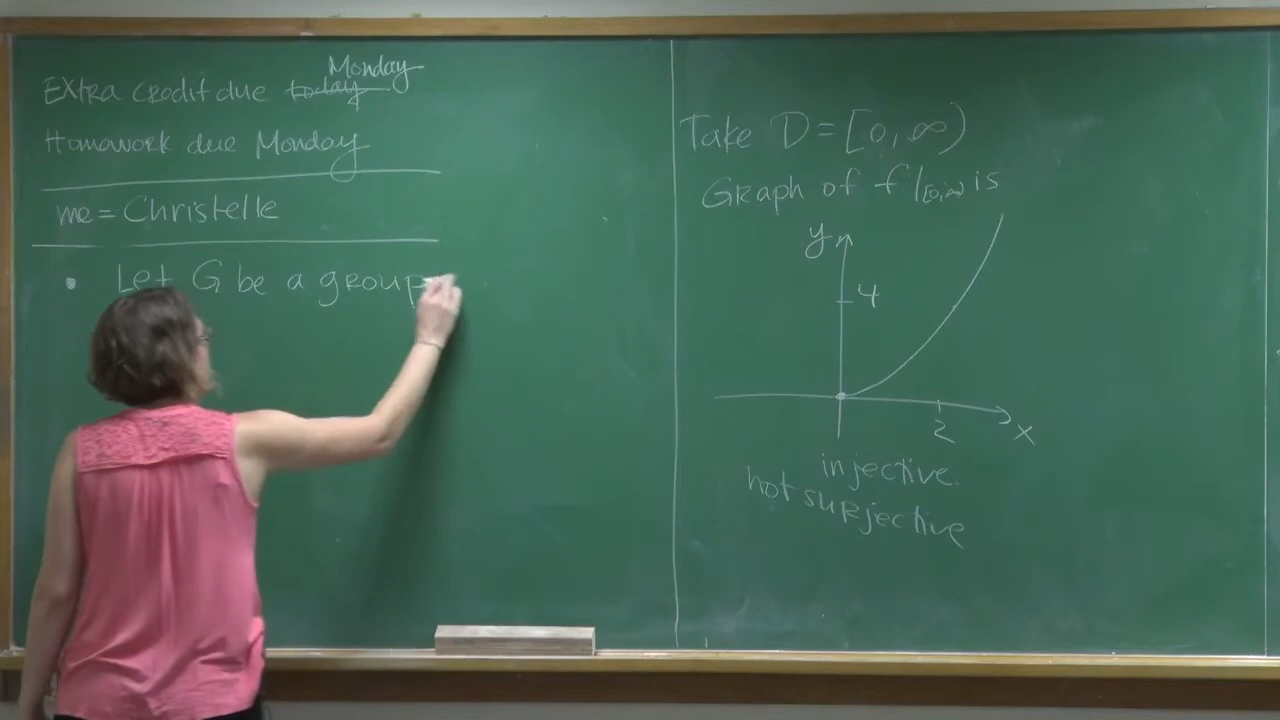 Monday
Extra credit due today
Homework due Monday
me = Christelle
• Let G be a group
Take D = [0, ∞)
Graph of f|[0,∞) is
y
4
2
x
injective.
not surjective